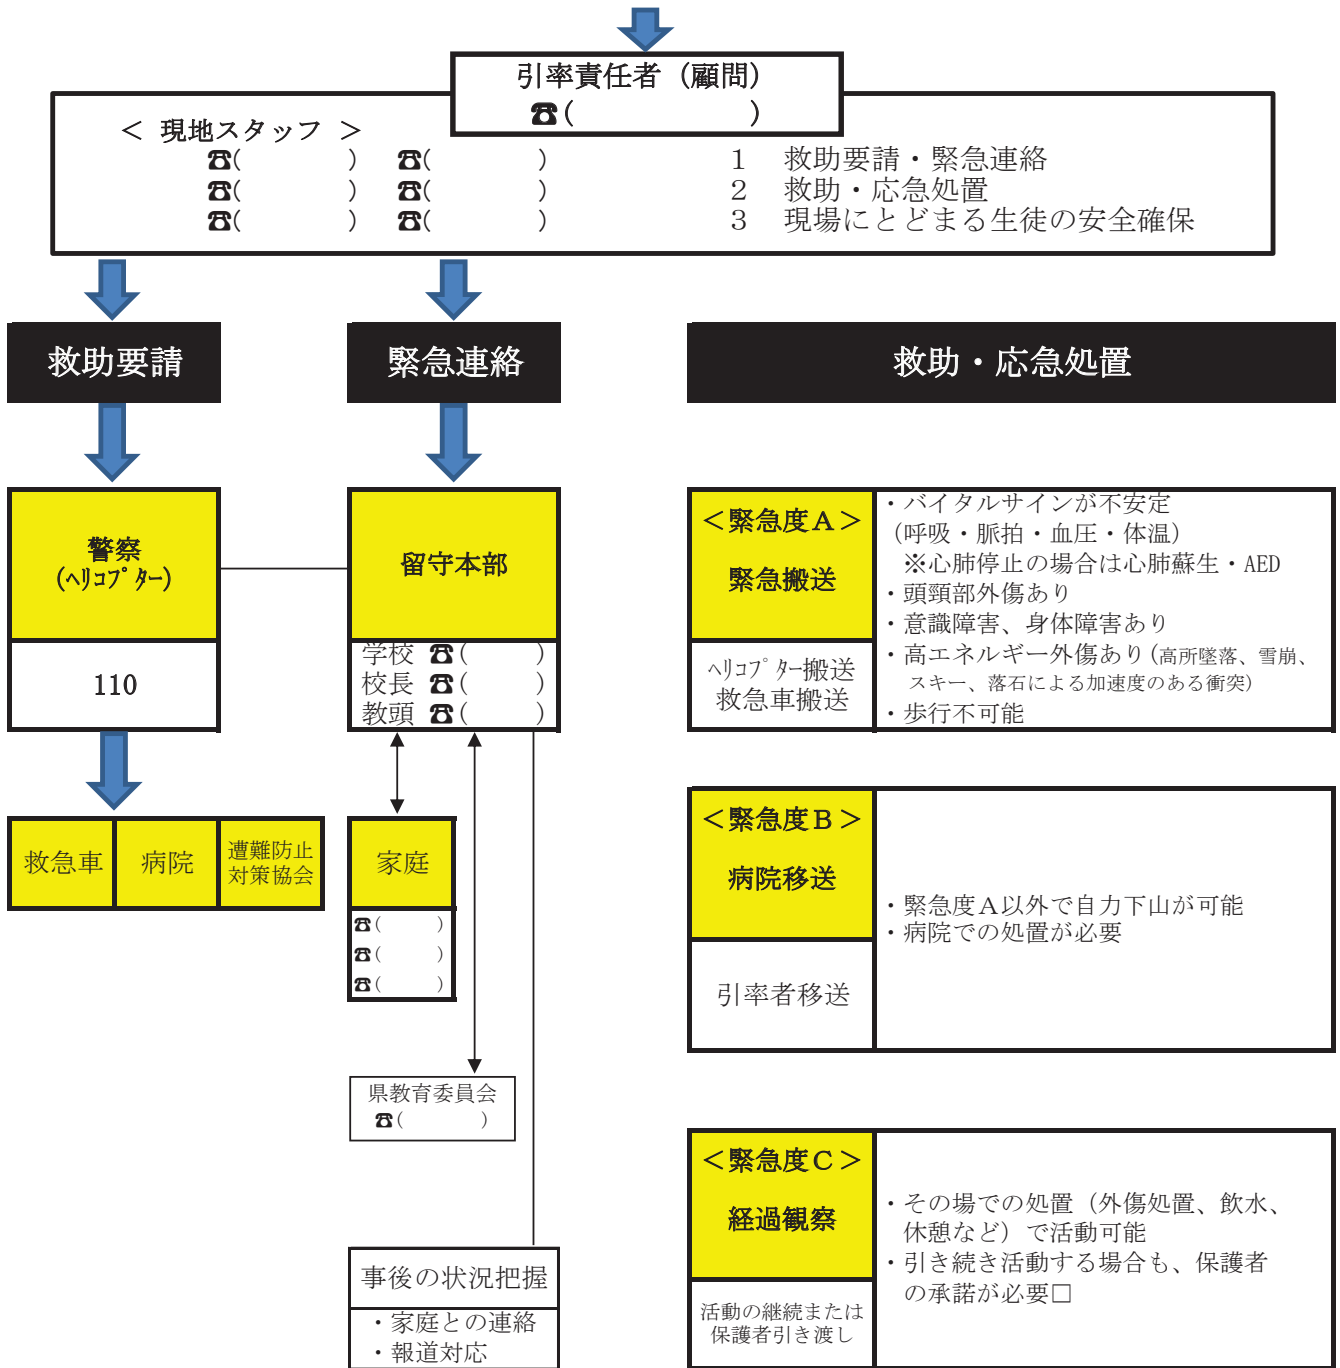 引率責任者（顧問）
☎(　　　　　)
＜ 現地スタッフ ＞
☎(　　　　) ☎(　　　　)
☎(　　　　) ☎(　　　　)
☎(　　　　) ☎(　　　　)
1 救助要請・緊急連絡
2 救助・応急処置
3 現場にとどまる生徒の安全確保
救助要請
緊急連絡
救助・応急処置
警察
(ﾍﾘｺﾌﾟﾀｰ)
110
救急車
病院
遭難防止
対策協会
留守本部
学校 ☎(　　　)
校長 ☎(　　　)
教頭 ☎(　　　)
家庭
☎(　　　)
☎(　　　)
☎(　　　)
県教育委員会
☎(　　　　)
事後の状況把握
・家庭との連絡
・報道対応
＜緊急度Ａ＞
緊急搬送
ﾍﾘｺﾌﾟﾀｰ搬送
救急車搬送
・バイタルサインが不安定
(呼吸・脈拍・血圧・体温)
※心肺停止の場合は心肺蘇生・AED
・頭頸部外傷あり
・意識障害、身体障害あり
・高エネルギー外傷あり(高所墜落、雪崩、
スキー、落石による加速度のある衝突)
・歩行不可能
＜緊急度Ｂ＞
病院移送
引率者移送
・緊急度Ａ以外で自力下山が可能
・病院での処置が必要
＜緊急度Ｃ＞
経過観察
活動の継続または
保護者引き渡し
・その場での処置（外傷処置、飲水、
休憩など）で活動可能
・引き続き活動する場合も、保護者
の承諾が必要□